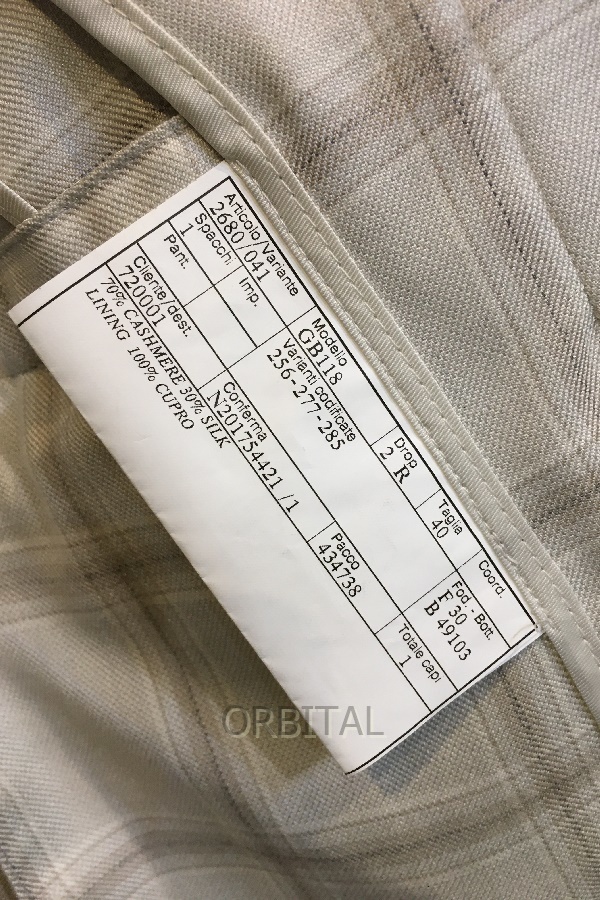 Articolo/Variante Modello Drop Taglia Coord.
2680/041 GB118 2 R 40
Spacch. Imp. Varianti codificate Fod. - Bott.
1 256-277-285 F 30
B 49103
Pant.
Cliente/dest. Conferma Pacco Totale capi
720001 N201754421/1 434738 1
70% CASHMERE 30% SILK
LINING 100% CUPRO
ORBITAL